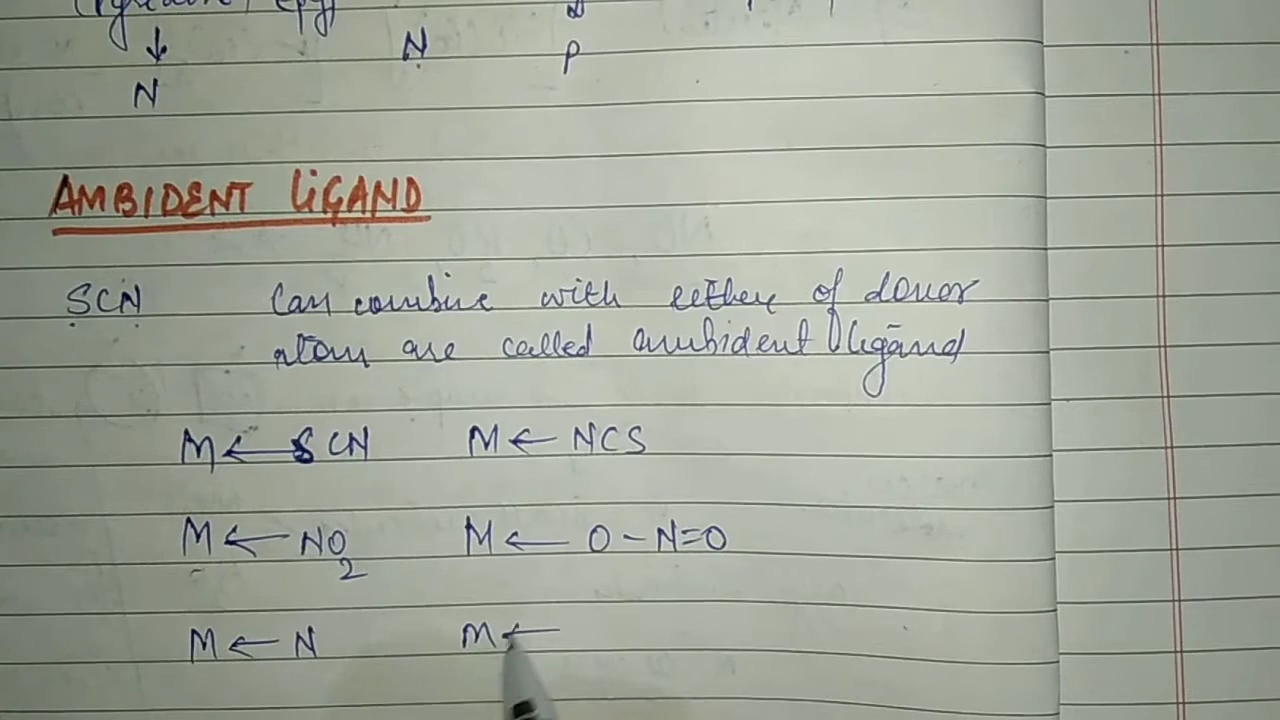 N P
N
AMBIDENT LIGAND
SCN Can combine with either of donor
atom are called ambident ligand
M ← SCN M ← NCS
M ← NO2 M ← O-N=O
M ← N M ←